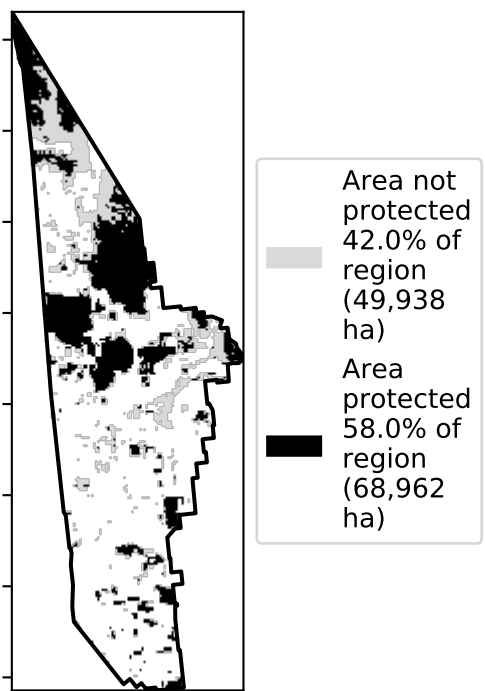 Area not
protected
42.0% of
region
(49,938
ha)
Area
protected
58.0% of
region
(68,962
ha)